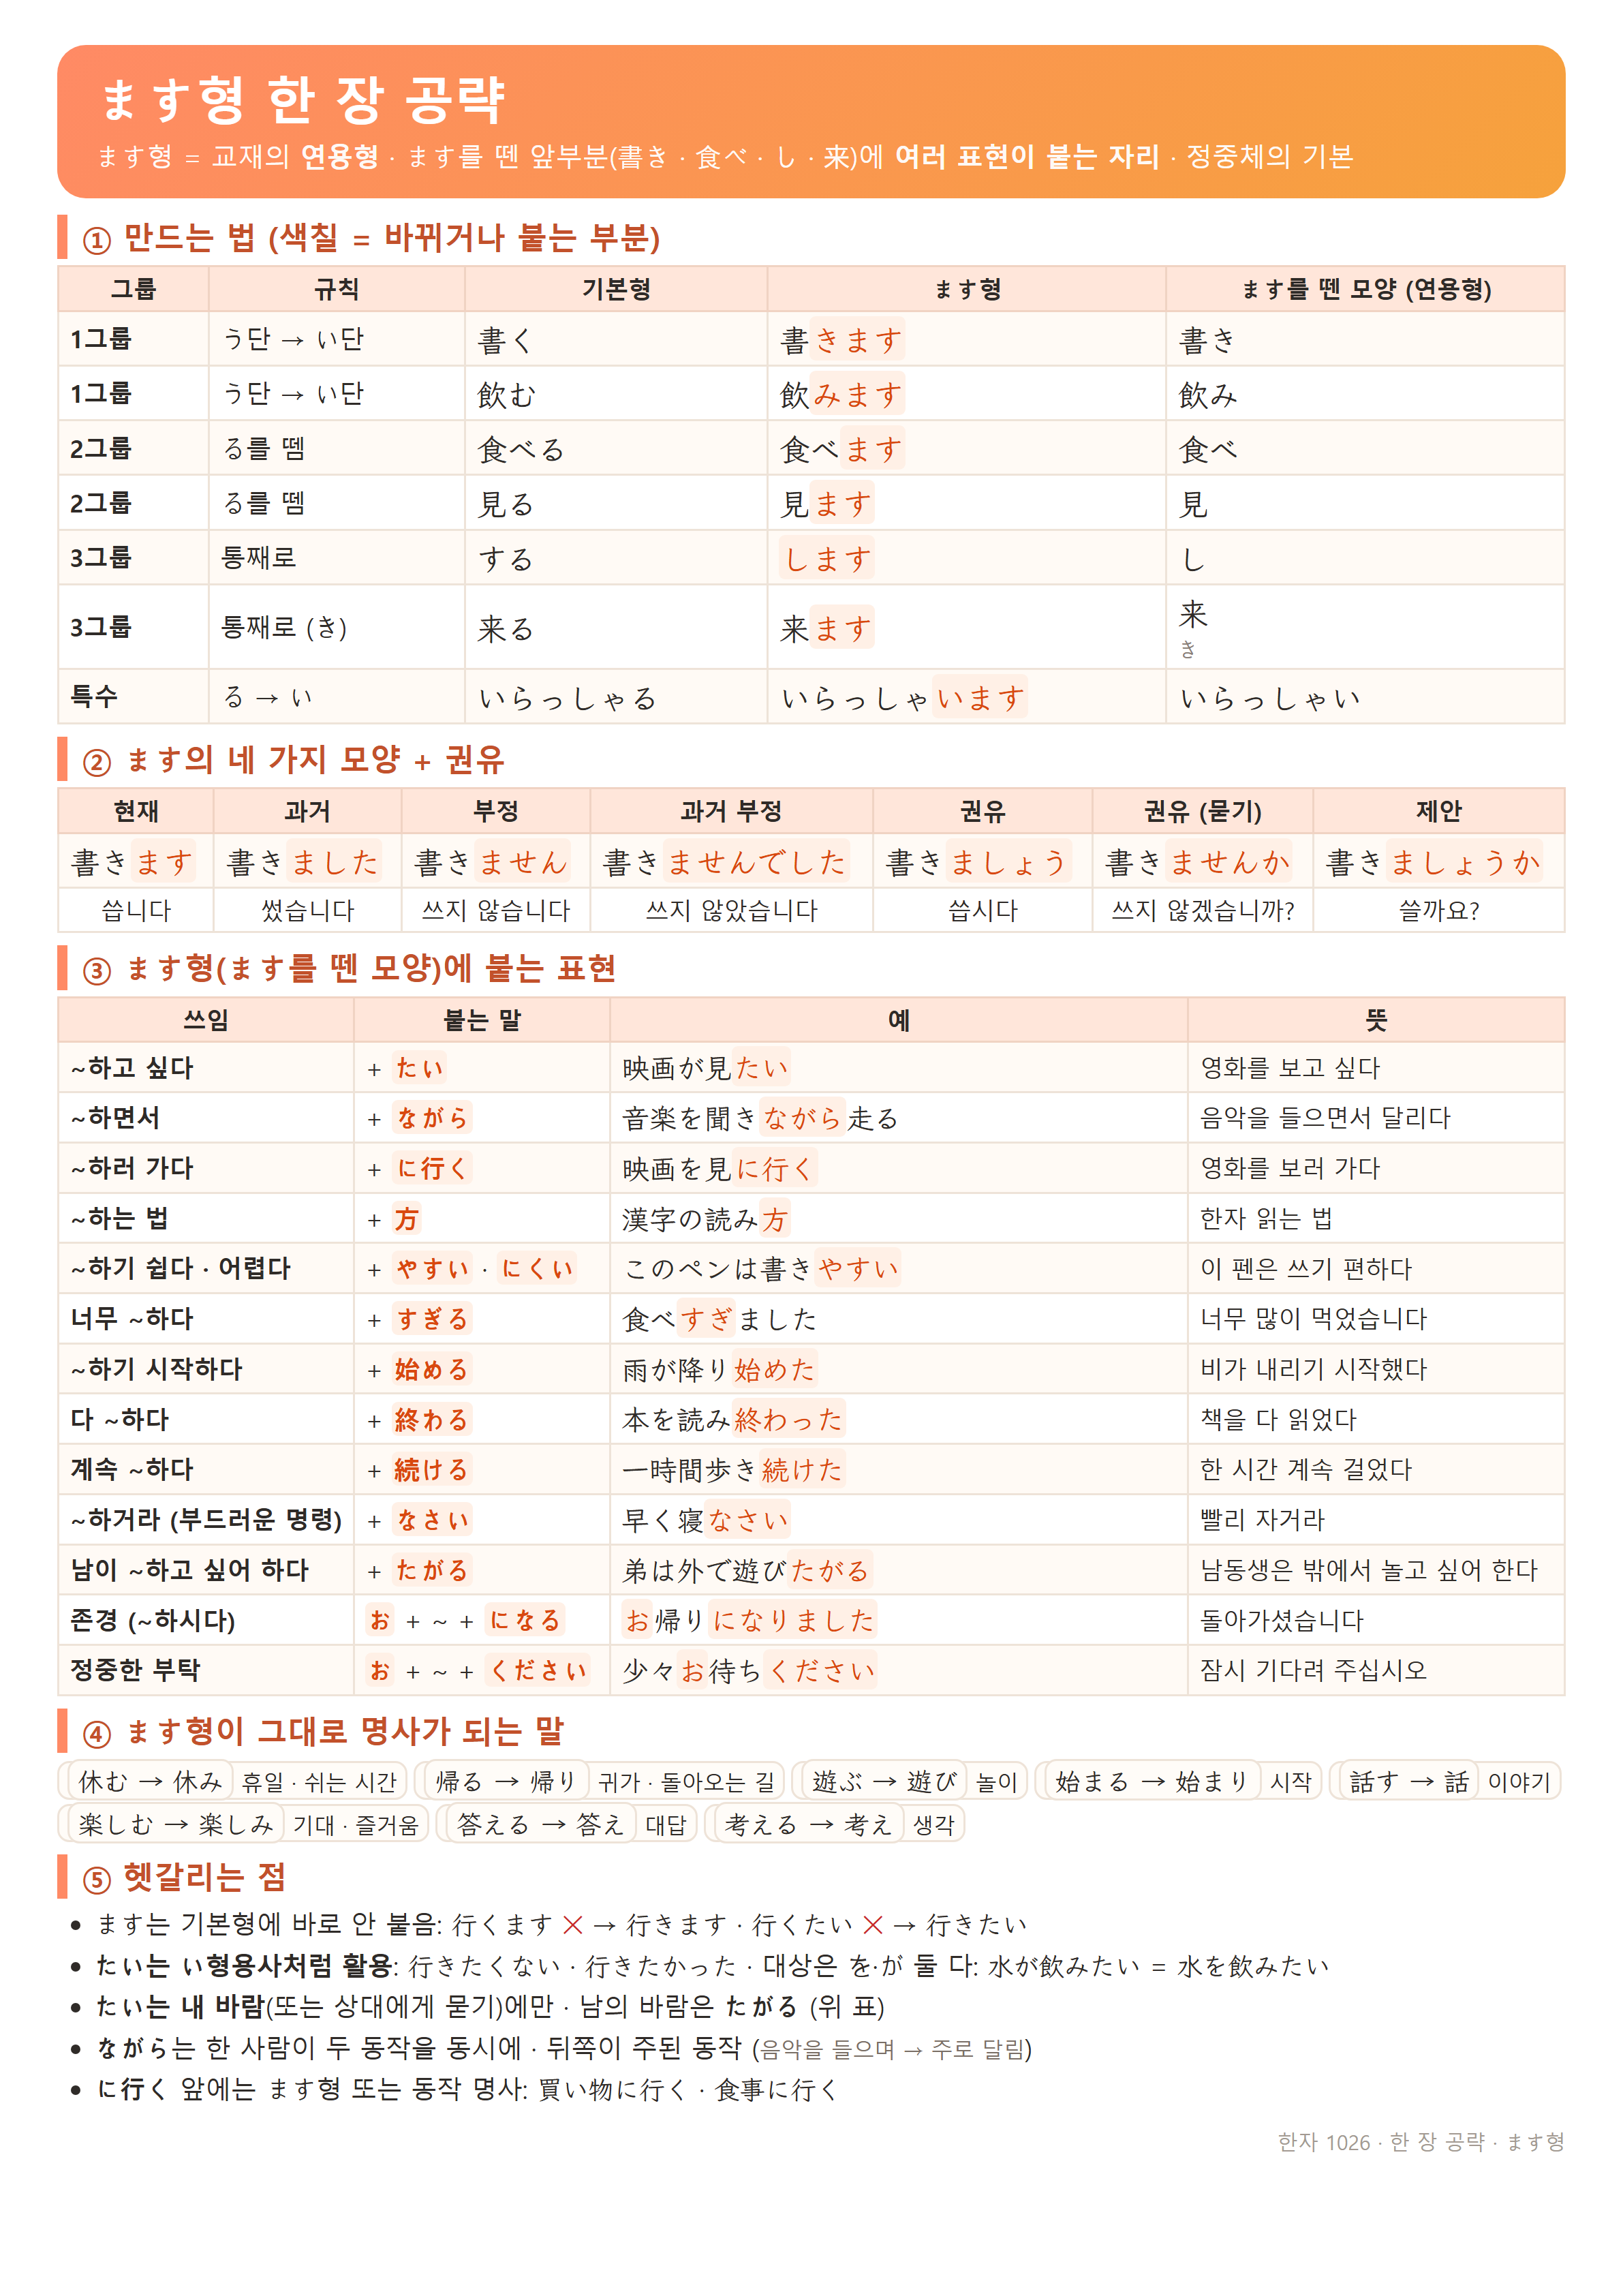 ます형 한 장 공략
ます형 = 교재의 연용형 · ます를 뗀 앞부분(書き · 食べ · し · 来)에 여러 표현이 붙는 자리 · 정중체의 기본
① 만드는 법 (색칠 = 바뀌거나 붙는 부분)
그룹 규칙 기본형 ます형 ます를 뗀 모양 (연용형)
1그룹 う단 → い단 書く 書きます 書き
1그룹 う단 → い단 飲む 飲みます 飲み
2그룹 る를 뗌 食べる 食べます 食べ
2그룹 る를 뗌 見る 見ます 見
3그룹 통째로 する します し
3그룹 통째로 (き) 来る 来ます 来
き
특수 る → い いらっしゃる いらっしゃいます いらっしゃい
② ます의 네 가지 모양 + 권유
현재 과거 부정 과거 부정 권유 권유 (묻기) 제안
書きます 書きました 書きません 書きませんでした 書きましょう 書きませんか 書きましょうか
씁니다 썼습니다 쓰지 않습니다 쓰지 않았습니다 씁시다 쓰지 않겠습니까? 쓸까요?
③ ます형(ます를 뗀 모양)에 붙는 표현
쓰임 붙는 말 예 뜻
~하고 싶다 + たい 映画が見たい 영화를 보고 싶다
~하면서 + ながら 音楽を聞きながら走る 음악을 들으면서 달리다
~하러 가다 + に行く 映画を見に行く 영화를 보러 가다
~하는 법 + 方 漢字の読み方 한자 읽는 법
~하기 쉽다 · 어렵다 + やすい · にくい このペンは書きやすい 이 펜은 쓰기 편하다
너무 ~하다 + すぎる 食べすぎました 너무 많이 먹었습니다
~하기 시작하다 + 始める 雨が降り始めた 비가 내리기 시작했다
다 ~하다 + 終わる 本を読み終わった 책을 다 읽었다
계속 ~하다 + 続ける 一時間歩き続けた 한 시간 계속 걸었다
~하거라 (부드러운 명령) + なさい 早く寝なさい 빨리 자거라
남이 ~하고 싶어 하다 + たがる 弟は外で遊びたがる 남동생은 밖에서 놀고 싶어 한다
존경 (~하시다) お + ~ + になる お帰りになりました 돌아가셨습니다
정중한 부탁 お + ~ + ください 少々お待ちください 잠시 기다려 주십시오
④ ます형이 그대로 명사가 되는 말
休む → 休み 휴일 · 쉬는 시간 帰る → 帰り 귀가 · 돌아오는 길 遊ぶ → 遊び 놀이 始まる → 始まり 시작 話す → 話 이야기
楽しむ → 楽しみ 기대 · 즐거움 答える → 答え 대답 考える → 考え 생각
⑤ 헷갈리는 점
• ます는 기본형에 바로 안 붙음: 行くます ✕ → 行きます · 行くたい ✕ → 行きたい
• たい는 い형용사처럼 활용: 行きたくない · 行きたかった · 대상은 を·が 둘 다: 水が飲みたい = 水を飲みたい
• たい는 내 바람(또는 상대에게 묻기)에만 · 남의 바람은 たがる (위 표)
• ながら는 한 사람이 두 동작을 동시에 · 뒤쪽이 주된 동작 (음악을 들으며 → 주로 달림)
• に行く 앞에는 ます형 또는 동작 명사: 買い物に行く · 食事に行く
한자 1026 · 한 장 공략 · ます형